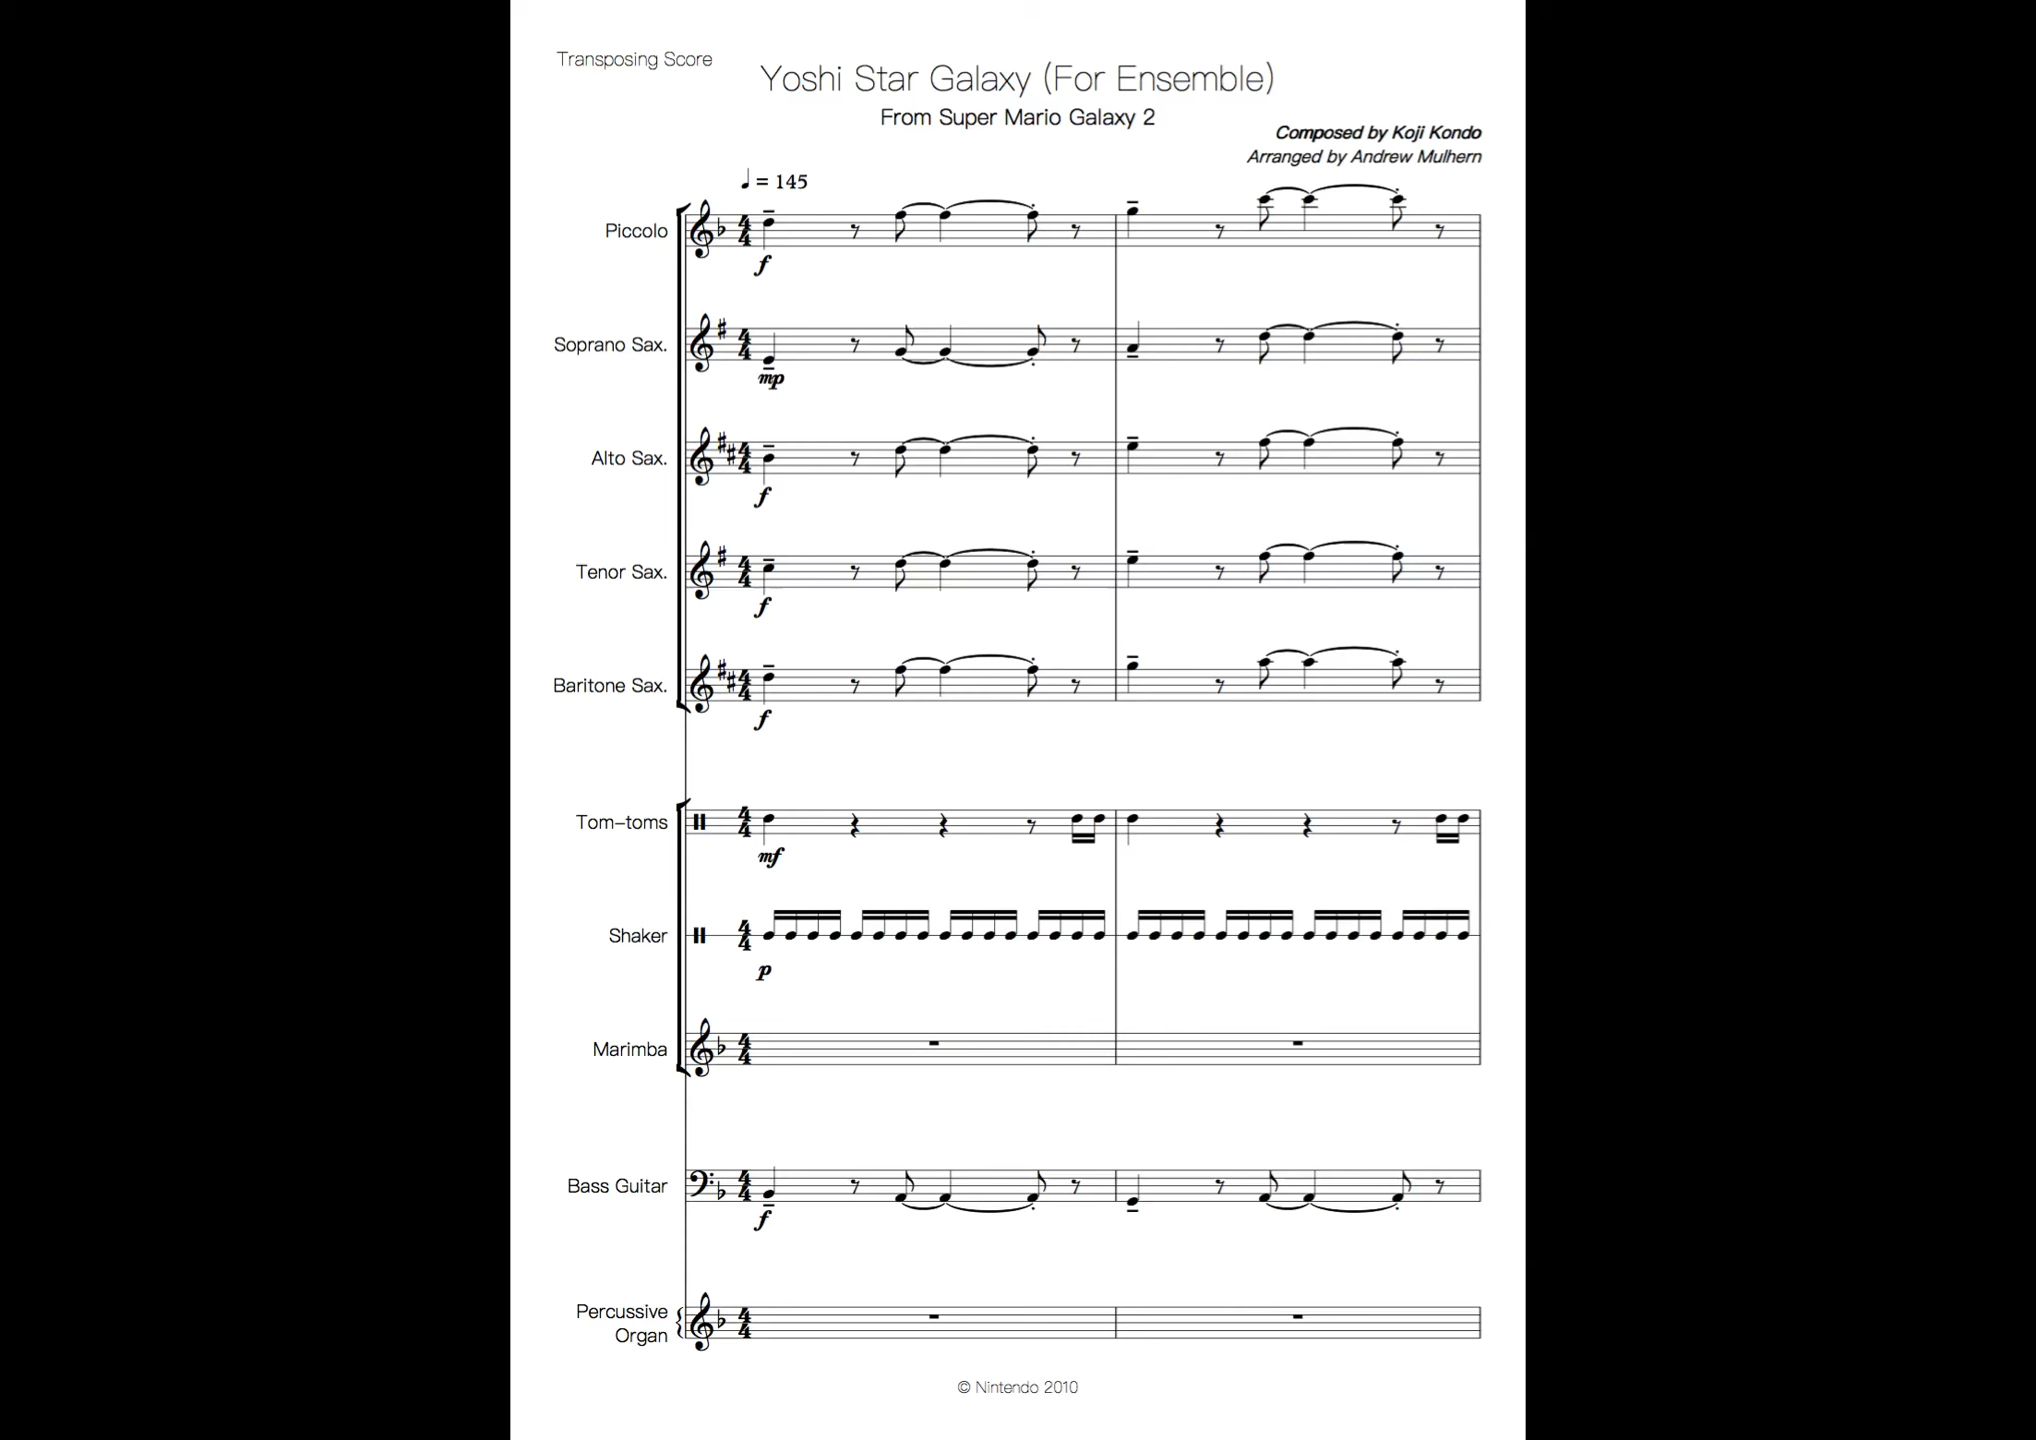 Transposing Score
Yoshi Star Galaxy (For Ensemble)
From Super Mario Galaxy 2
Composed by Koji Kondo
Arranged by Andrew Mulhern
♩ = 145
Piccolo
f
Soprano Sax.
mp
Alto Sax.
f
Tenor Sax.
f
Baritone Sax.
f
Tom-toms
mf
Shaker
p
Marimba
Bass Guitar
f
Percussive
Organ
© Nintendo 2010